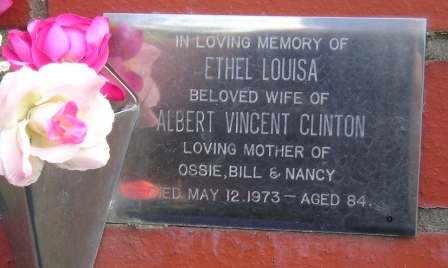 IN LOVING MEMORY OF
ETHEL LOUISA
BELOVED WIFE OF
ALBERT VINCENT CLINTON
LOVING MOTHER OF
OSSIE, BILL & NANCY
MAY 12. 1973 — AGED 84.